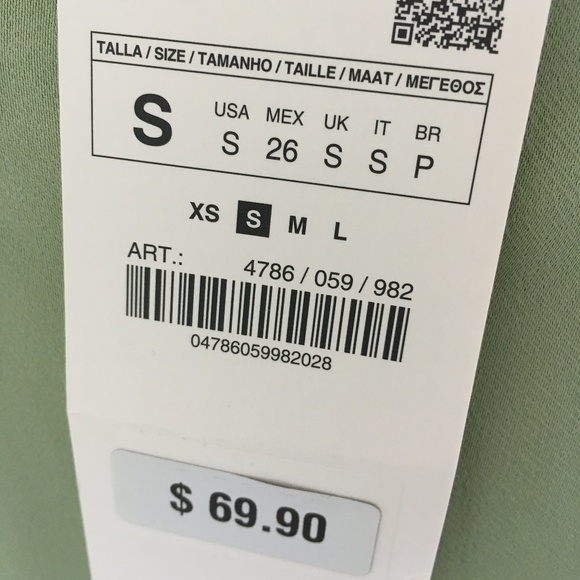 TALLA / SIZE / TAMANHO / TAILLE / MAAT / ΜΕΓΕΘΟΣ
S
USA MEX UK IT BR
S 26 S S P
XS S M L
ART.: 4786 / 059 / 982
04786059982028
$ 69.90